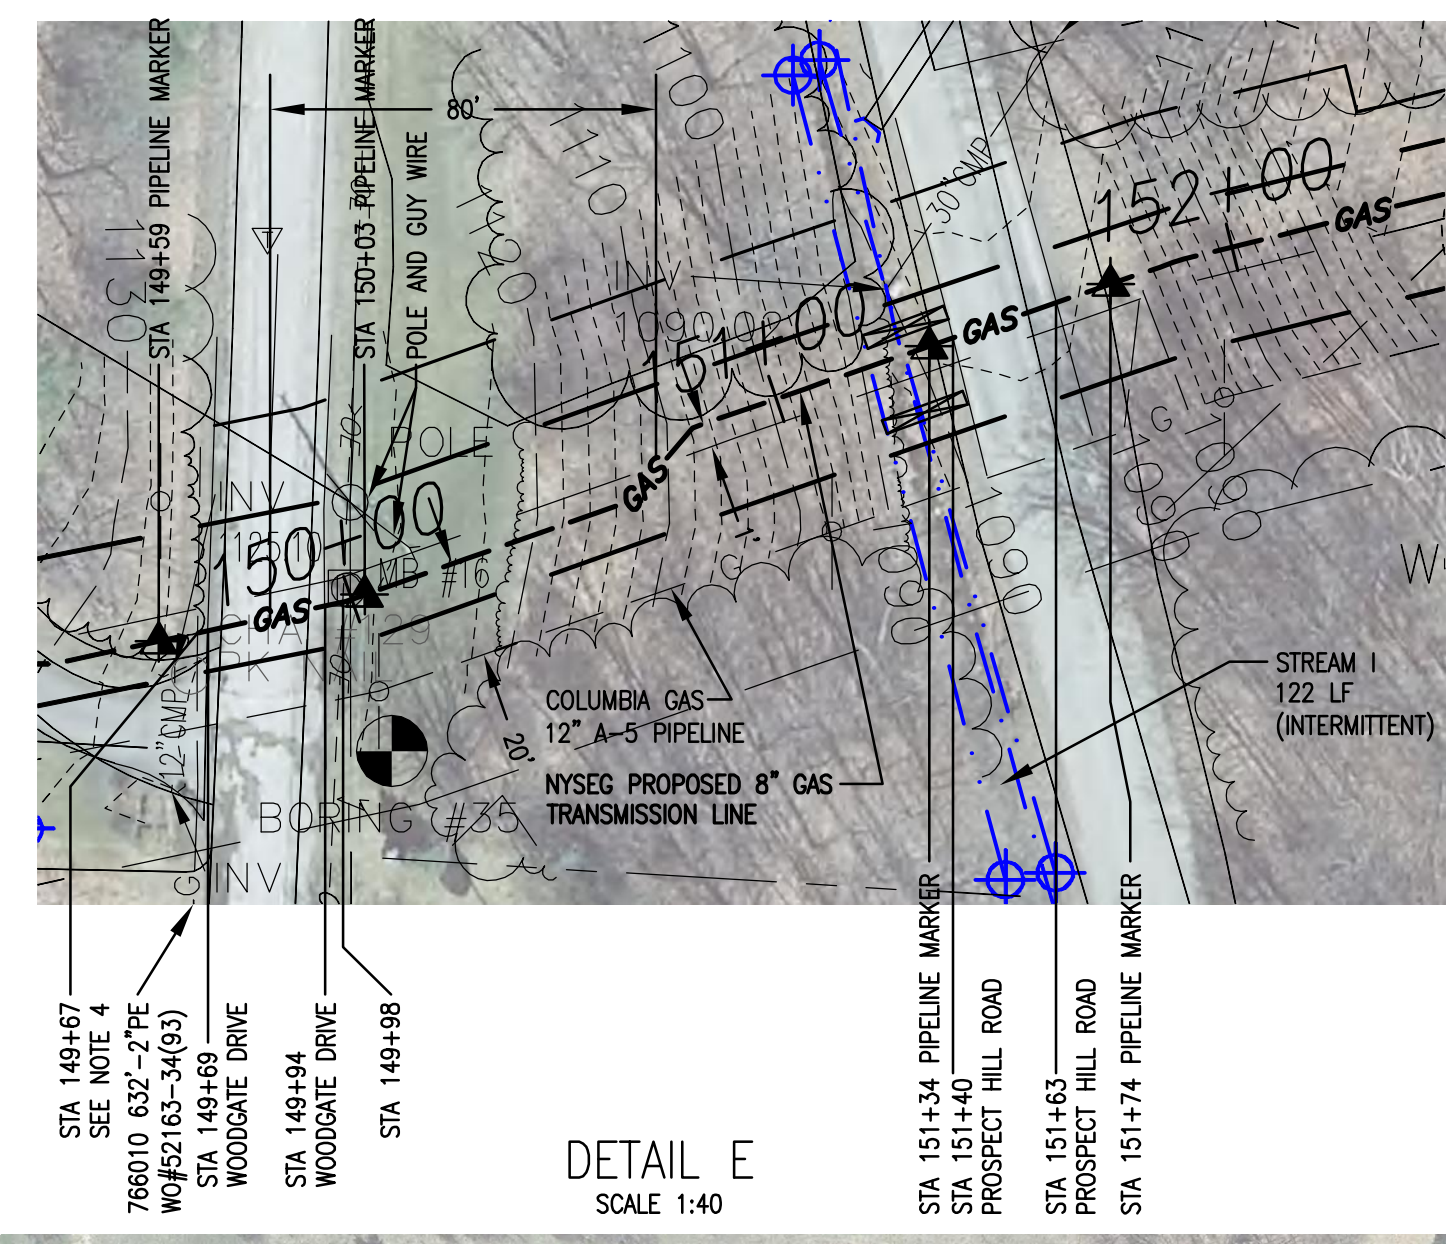 STA 149+59 PIPELINE MARKER
STA 150+03 PIPELINE MARKER
POLE AND GUY WIRE
80'
1130
1120
1110
1100
INV
30' CMP
152+00
GAS
151+00
GAS
GAS
POLE
INV
150+00
GAS
MP #16
12" CMP
20'
1'
G
G
G
1090
1090
COLUMBIA GAS
12" A-5 PIPELINE
NYSEG PROPOSED 8" GAS
TRANSMISSION LINE
STREAM I
122 LF
(INTERMITTENT)
BORING #35
INV
G
STA 149+67
SEE NOTE 4
766010 632'-2"PE
WO#52163-34(93)
STA 149+69
WOODGATE DRIVE
STA 149+94
WOODGATE DRIVE
STA 149+98
STA 151+34 PIPELINE MARKER
STA 151+40
PROSPECT HILL ROAD
STA 151+63
PROSPECT HILL ROAD
STA 151+74 PIPELINE MARKER
DETAIL E
SCALE 1:40